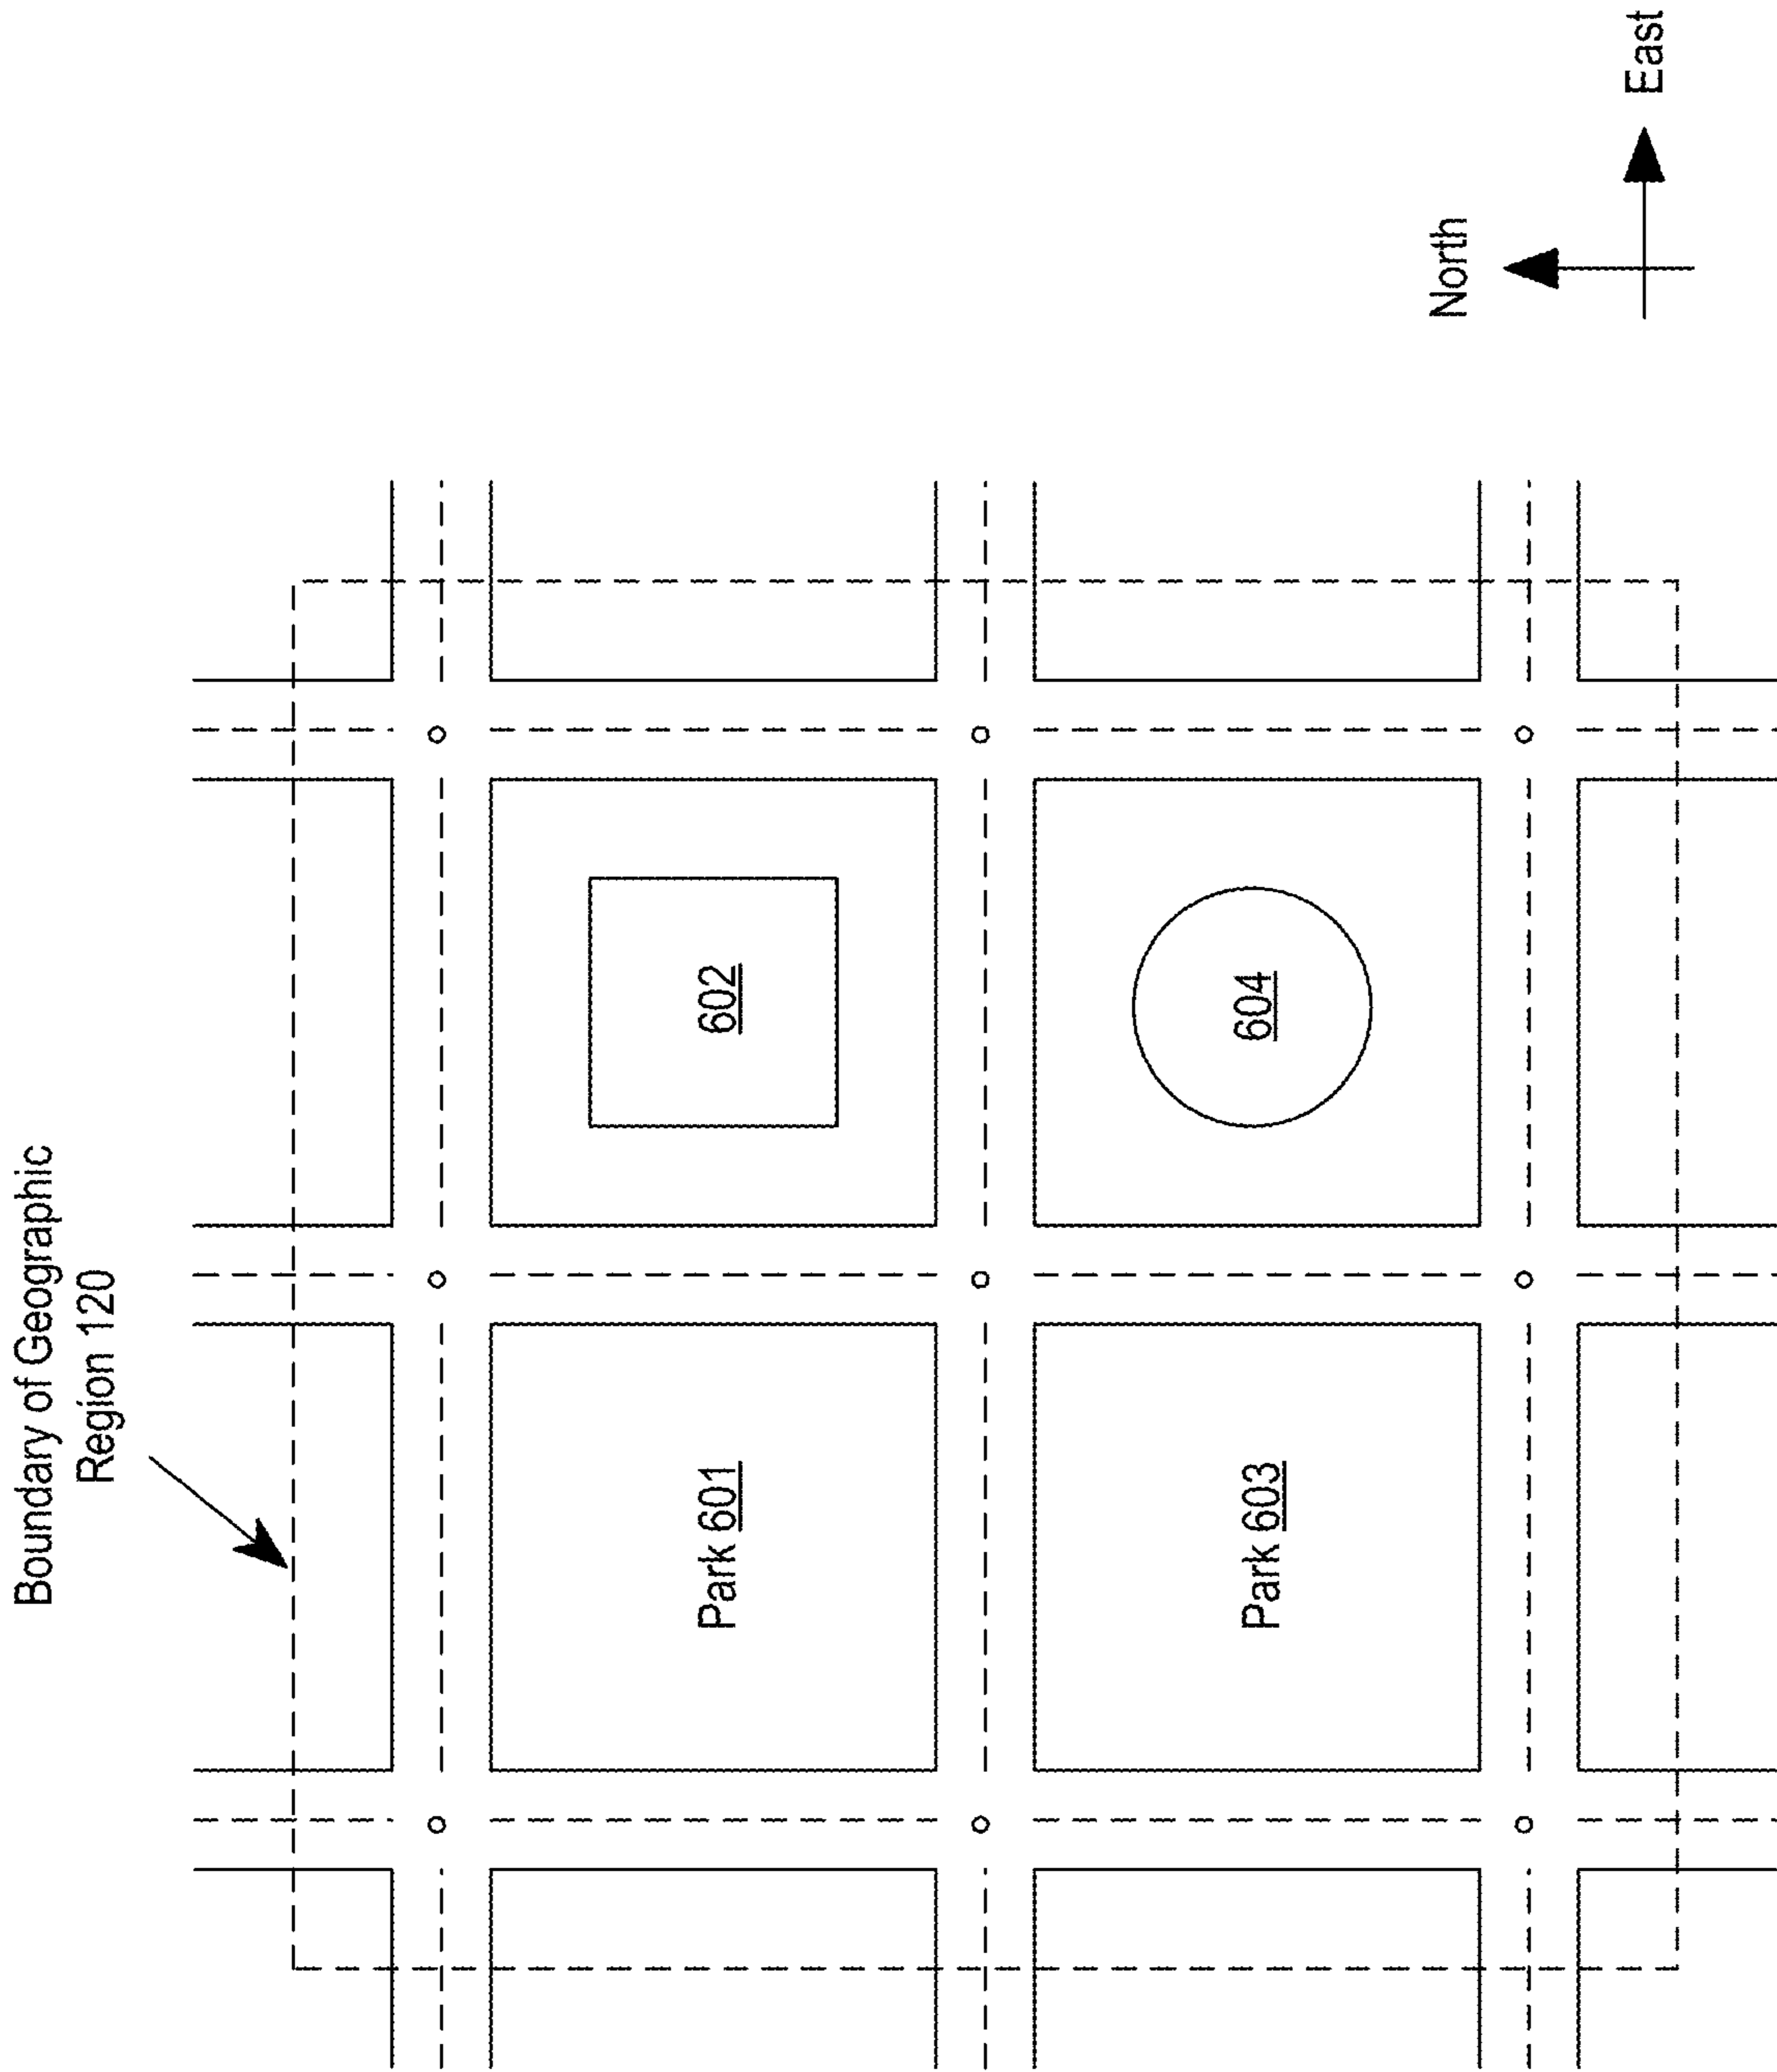 Boundary of Geographic
Region 120
Park 601
602
Park 603
604
North
East